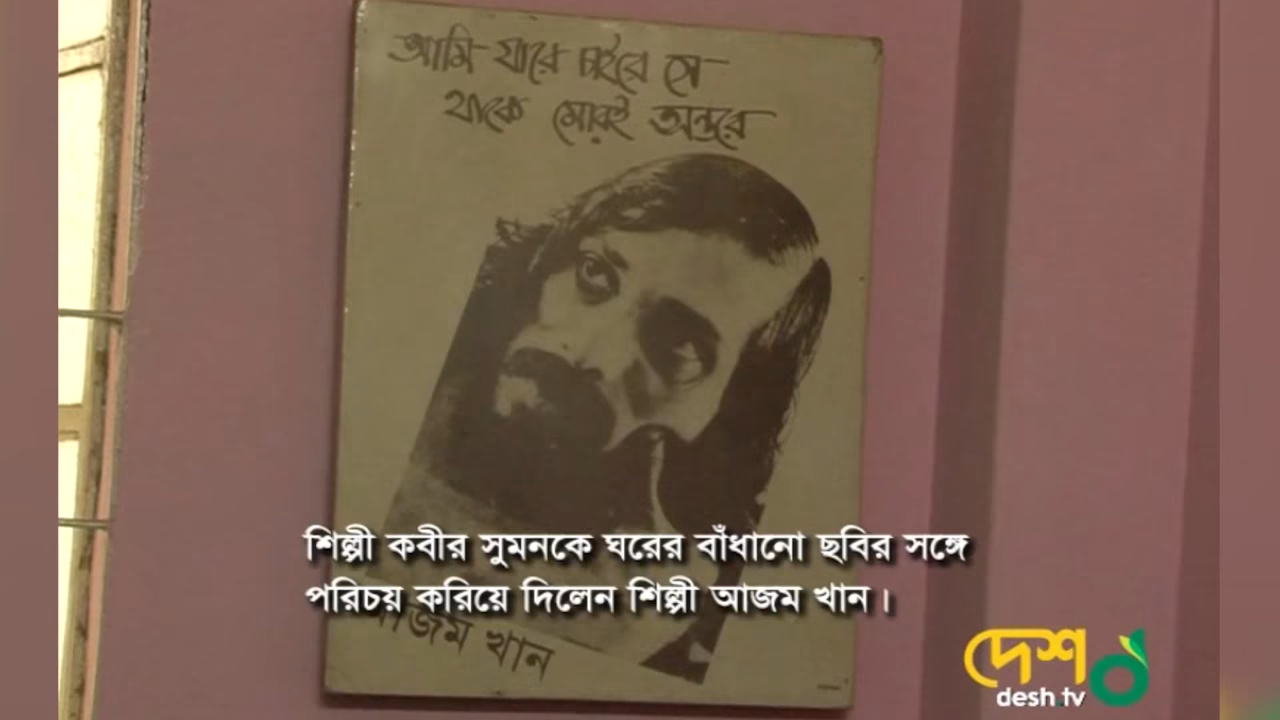 আমি যারে চাইরে সে
থাকে মোরই অন্তরে
শিল্পী কবীর সুমনকে ঘরের বাঁধানো ছবির সঙ্গে
পরিচয় করিয়ে দিলেন শিল্পী আজম খান।
আজম খান
দেশ
desh.tv